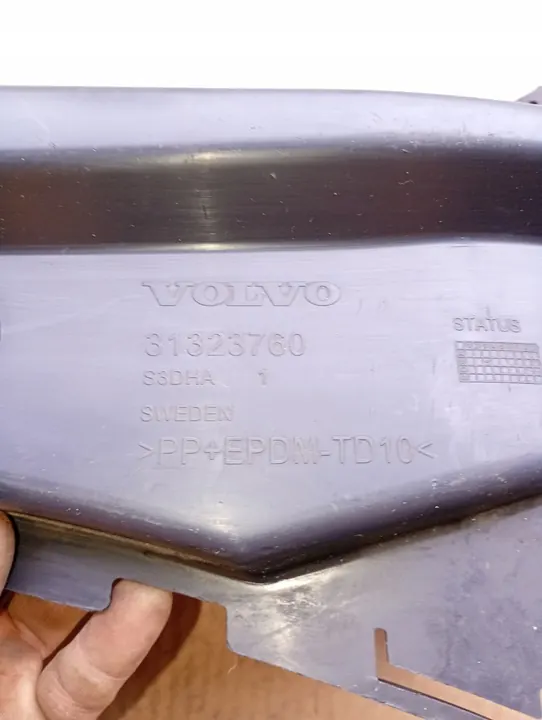 VOLVO
31323760
S3DHA 1
SWEDEN
>PP+EPDM-TD10<
STATUS